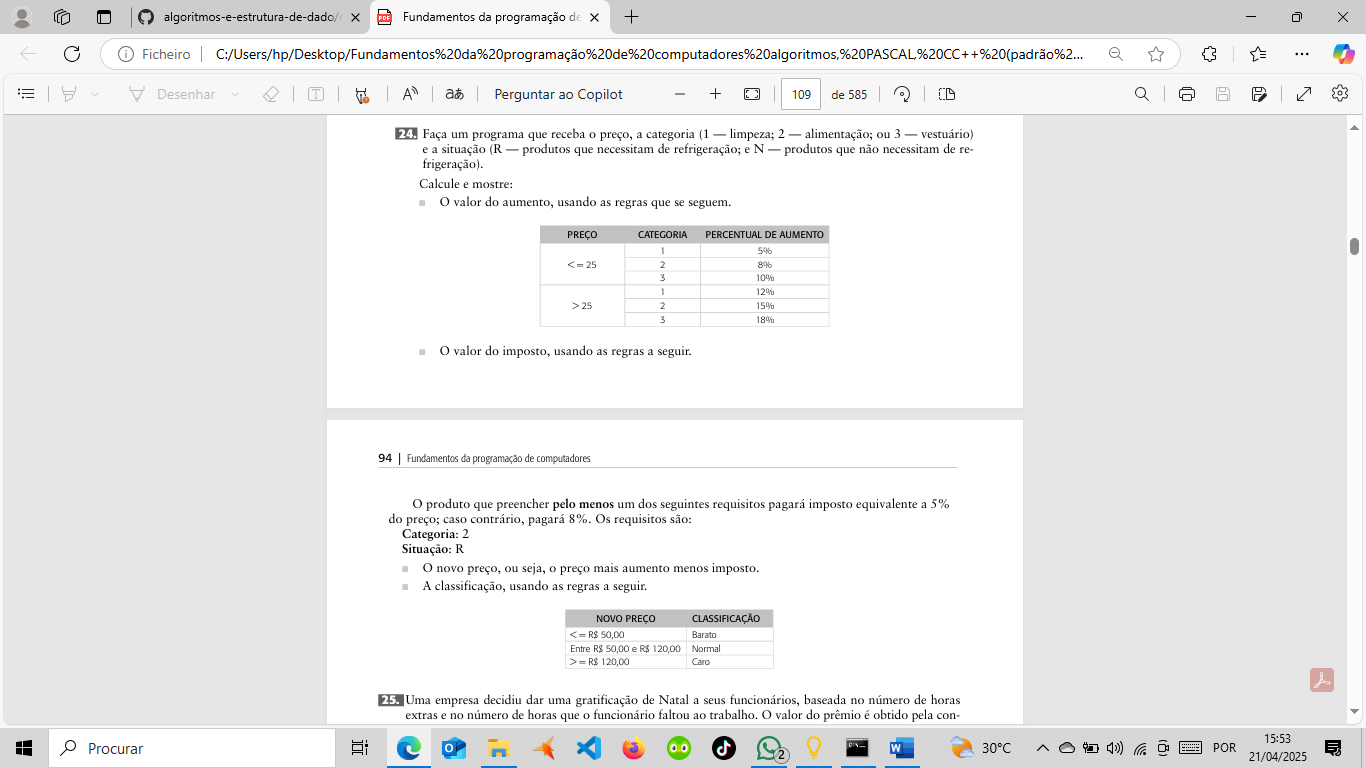 algoritmos-e-estrutura-de-dado/
Fundamentos da programação de
Ficheiro
C:/Users/hp/Desktop/Fundamentos%20da%20programação%20de%20computadores%20algoritmos,%20PASCAL,%20CC++%20(padrão%2...
Desenhar
aあ
Perguntar ao Copilot
109
de 585
24. Faça um programa que receba o preço, a categoria (1 — limpeza; 2 — alimentação; ou 3 — vestuário)
e a situação (R — produtos que necessitam de refrigeração; e N — produtos que não necessitam de re-
frigeração).
Calcule e mostre:
O valor do aumento, usando as regras que se seguem.
PREÇO CATEGORIA PERCENTUAL DE AUMENTO
<= 25
1 5%
2 8%
3 10%
> 25
1 12%
2 15%
3 18%
O valor do imposto, usando as regras a seguir.
94 | Fundamentos da programação de computadores
O produto que preencher pelo menos um dos seguintes requisitos pagará imposto equivalente a 5%
do preço; caso contrário, pagará 8%. Os requisitos são:
Categoria: 2
Situação: R
O novo preço, ou seja, o preço mais aumento menos imposto.
A classificação, usando as regras a seguir.
NOVO PREÇO CLASSIFICAÇÃO
<= R$ 50,00 Barato
Entre R$ 50,00 e R$ 120,00 Normal
>= R$ 120,00 Caro
25. Uma empresa decidiu dar uma gratificação de Natal a seus funcionários, baseada no número de horas
extras e no número de horas que o funcionário faltou ao trabalho. O valor do prêmio é obtido pela con-
Procurar
2
30°C
POR
15:53
21/04/2025